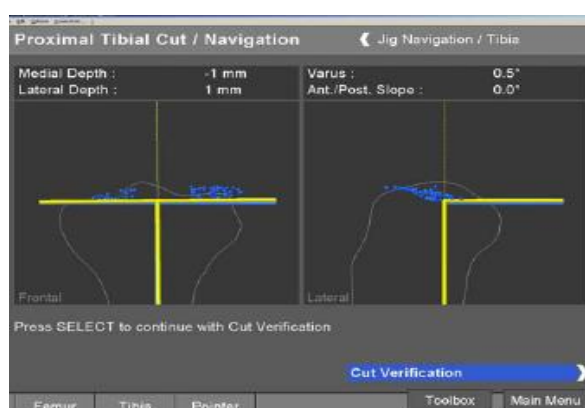 Proximal Tibial Cut / Navigation
Jig Navigation / Tibia
Medial Depth : -1 mm
Lateral Depth : 1 mm
Varus : 0.5°
Ant./Post. Slope : 0.0°
Frontal
Lateral
Press SELECT to continue with Cut Verification
Cut Verification
Femur Tibia Pointer Toolbox Main Menu